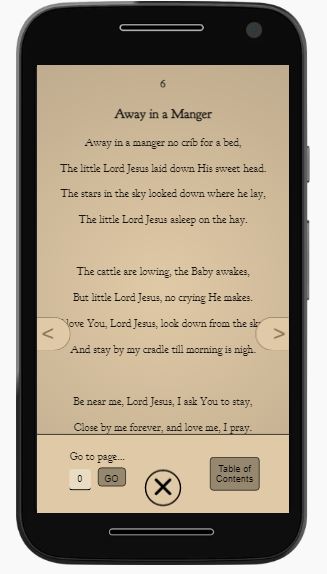 6
Away in a Manger
Away in a manger no crib for a bed,
The little Lord Jesus laid down His sweet head.
The stars in the sky looked down where he lay,
The little Lord Jesus asleep on the hay.
The cattle are lowing, the Baby awakes,
But little Lord Jesus, no crying He makes.
< love You, Lord Jesus, look down from the >
And stay by my cradle till morning is nigh.
Be near me, Lord Jesus, I ask You to stay,
Close by me forever, and love me, I pray.
Go to page...
0 GO
Table of
Contents